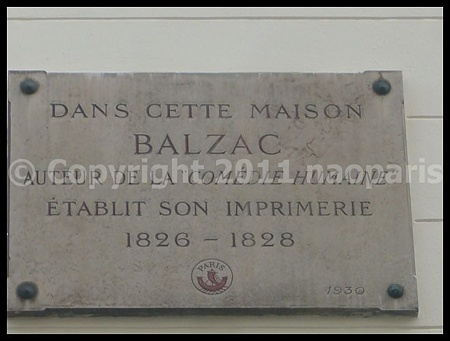 DANS CETTE MAISON
BALZAC
© Copyright 2011 naoparis
AUTEUR DE LA "COMÉDIE HUMAINE"
ÉTABLIT SON IMPRIMERIE
1826 - 1828
PARIS
1930